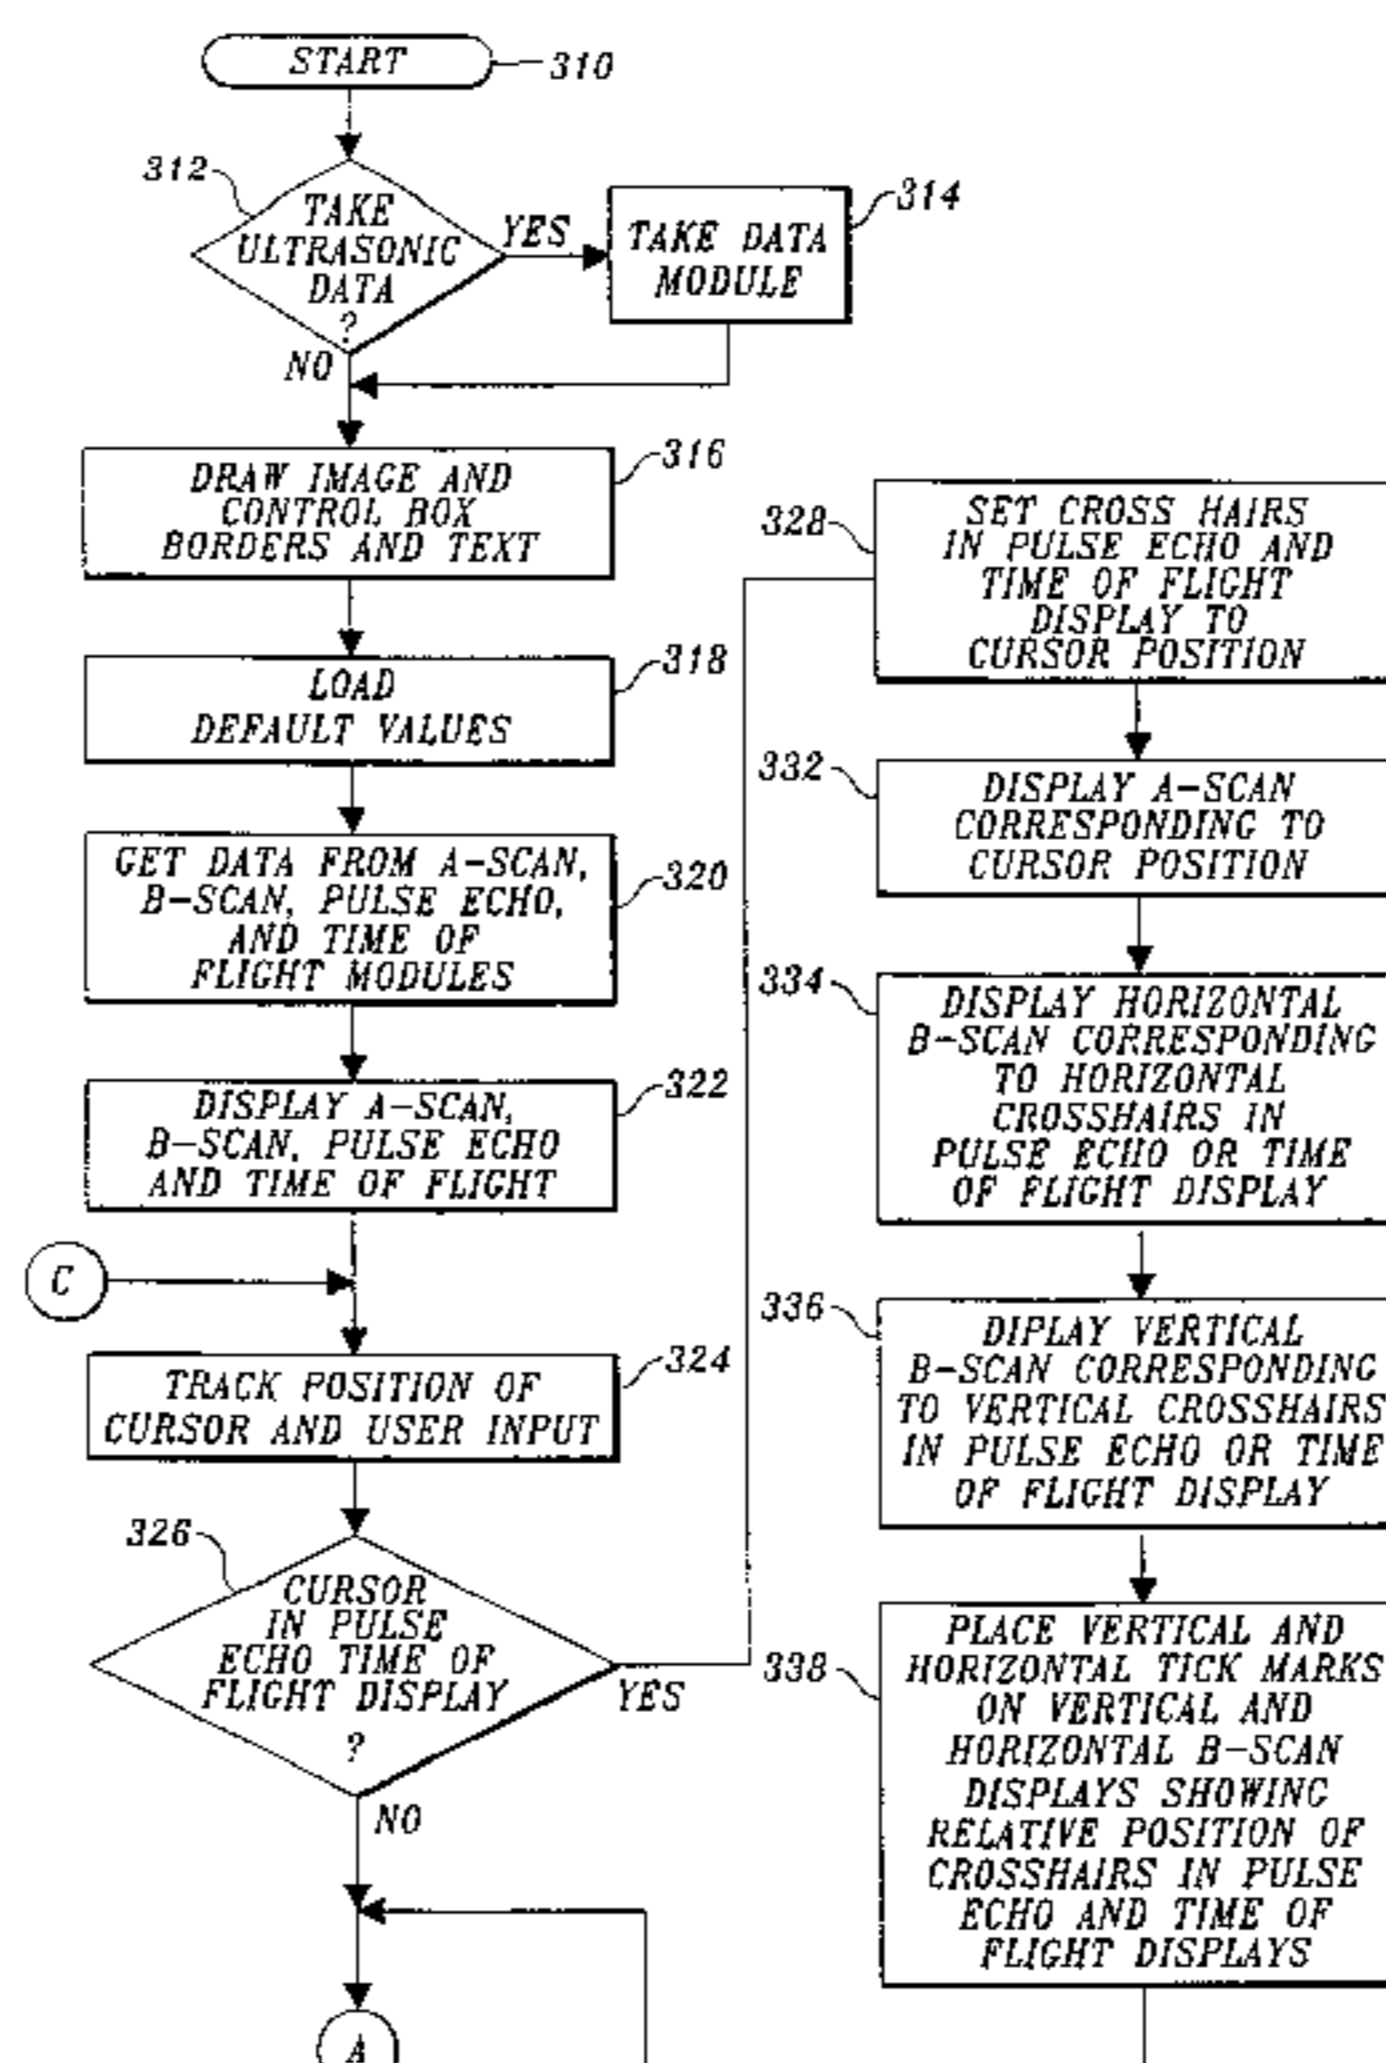 START
310
312
TAKE
ULTRASONIC
DATA
?
YES
NO
TAKE DATA
MODULE
314
DRAW IMAGE AND
CONTROL BOX
BORDERS AND TEXT
316
LOAD
DEFAULT VALUES
318
GET DATA FROM A-SCAN,
B-SCAN, PULSE ECHO,
AND TIME OF
FLIGHT MODULES
320
DISPLAY A-SCAN,
B-SCAN, PULSE ECHO
AND TIME OF FLIGHT
322
C
TRACK POSITION OF
CURSOR AND USER INPUT
324
326
CURSOR
IN PULSE
ECHO TIME OF
FLIGHT DISPLAY
?
YES
NO
A
328
SET CROSS HAIRS
IN PULSE ECHO AND
TIME OF FLIGHT
DISPLAY TO
CURSOR POSITION
332
DISPLAY A-SCAN
CORRESPONDING TO
CURSOR POSITION
334
DISPLAY HORIZONTAL
B-SCAN CORRESPONDING
TO HORIZONTAL
CROSSHAIRS IN
PULSE ECHO OR TIME
OF FLIGHT DISPLAY
336
DIPLAY VERTICAL
B-SCAN CORRESPONDING
TO VERTICAL CROSSHAIRS
IN PULSE ECHO OR TIME
OF FLIGHT DISPLAY
338
PLACE VERTICAL AND
HORIZONTAL TICK MARKS
ON VERTICAL AND
HORIZONTAL B-SCAN
DISPLAYS SHOWING
RELATIVE POSITION OF
CROSSHAIRS IN PULSE
ECHO AND TIME OF
FLIGHT DISPLAYS